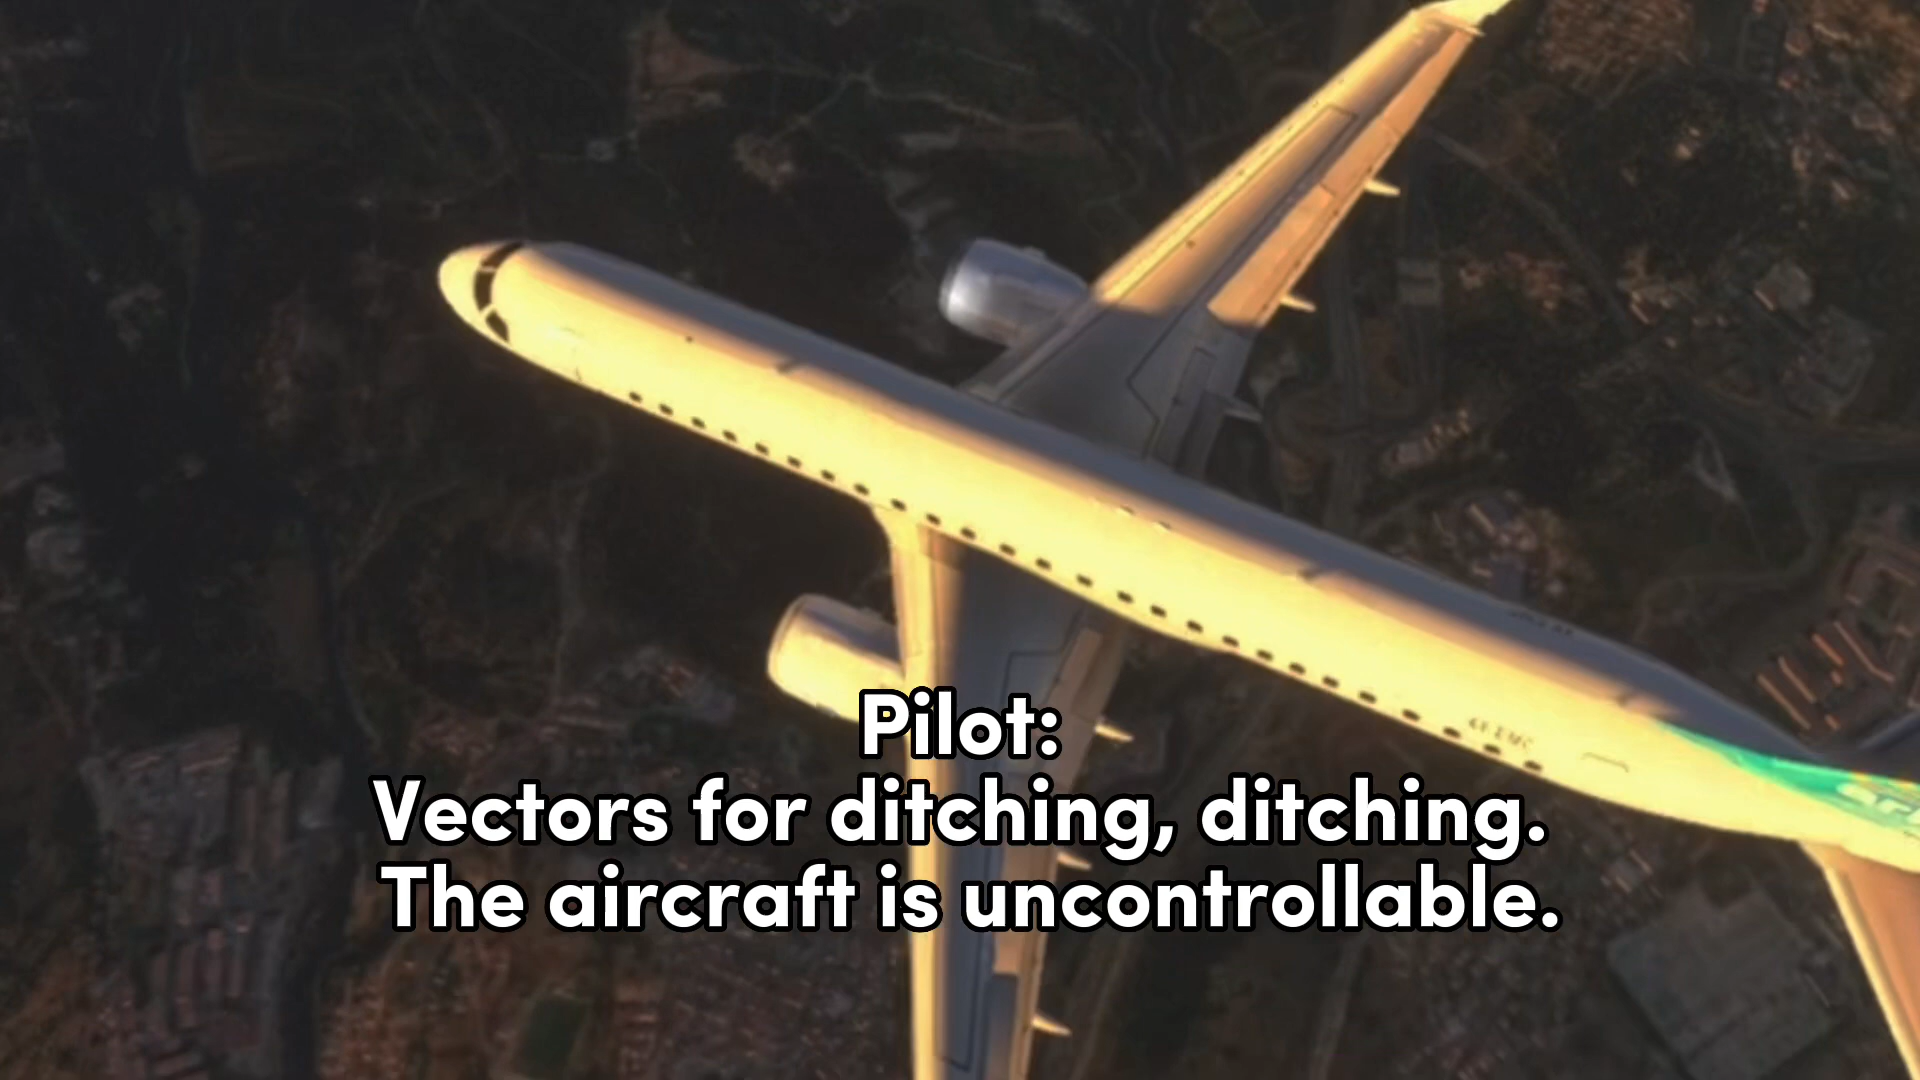 Pilot:
Vectors for ditching, ditching.
The aircraft is uncontrollable.